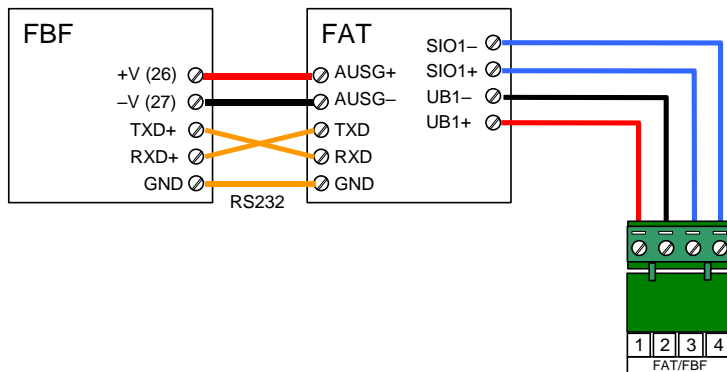 FBF
+V (26)
–V (27)
TXD+
RXD+
GND
RS232
FAT
AUSG+
AUSG–
TXD
RXD
GND
SIO1–
SIO1+
UB1–
UB1+
1 2 3 4
FAT/FBF